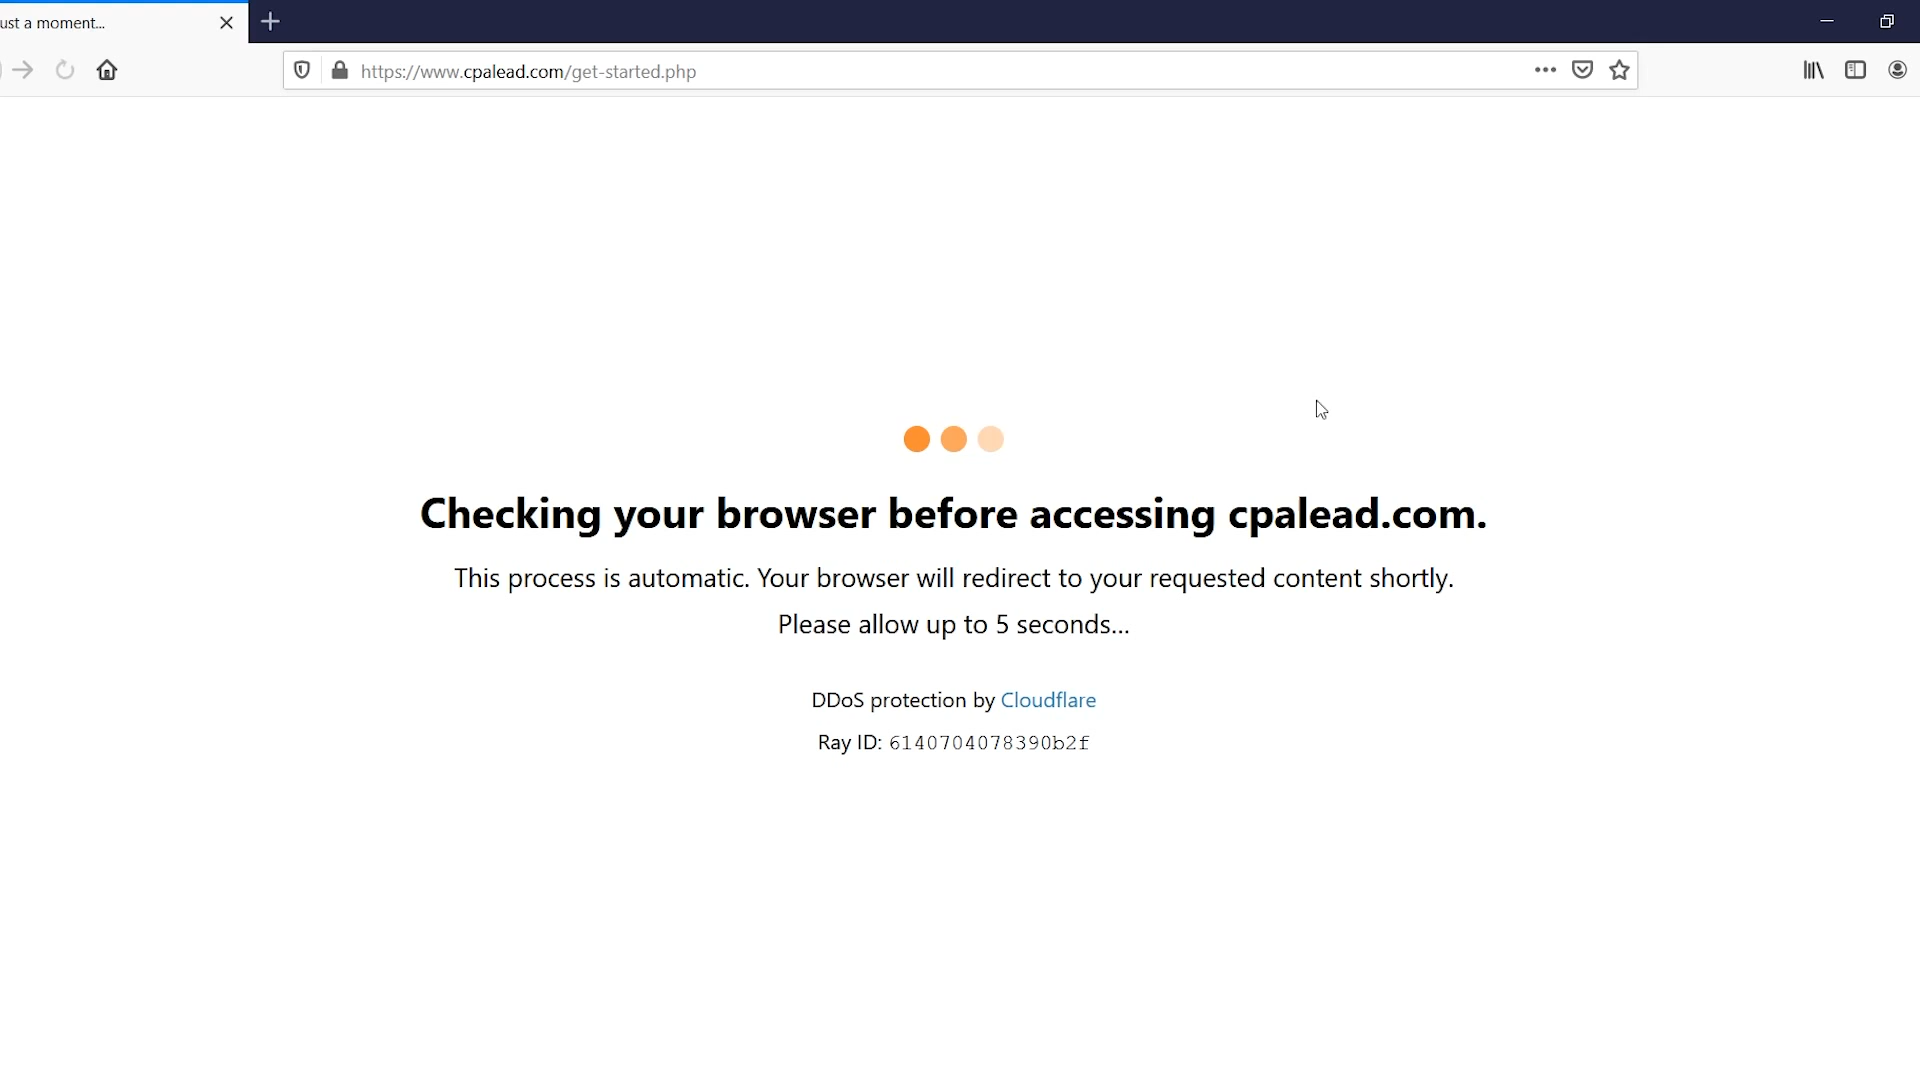 ust a moment...
https://www.cpalead.com/get-started.php
Checking your browser before accessing cpalead.com.
This process is automatic. Your browser will redirect to your requested content shortly.
Please allow up to 5 seconds...
DDoS protection by Cloudflare
Ray ID: 6140704078390b2f